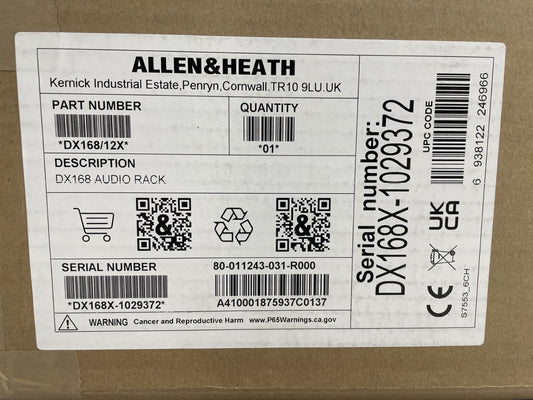 ALLEN&HEATH
Kernick Industrial Estate,Penryn,Cornwall.TR10 9LU.UK
PART NUMBER
*DX168/12X*
QUANTITY
*01*
DESCRIPTION
DX168 AUDIO RACK
&
&
SERIAL NUMBER
*DX168X-1029372*
80-011243-031-R000
A410001875937C0137
WARNING Cancer and Reproductive Harm www.P65Warnings.ca.gov
Serial number:
DX168X-1029372
UPC CODE
6 938122 246966
UK
CA
CE
S7553_6CH